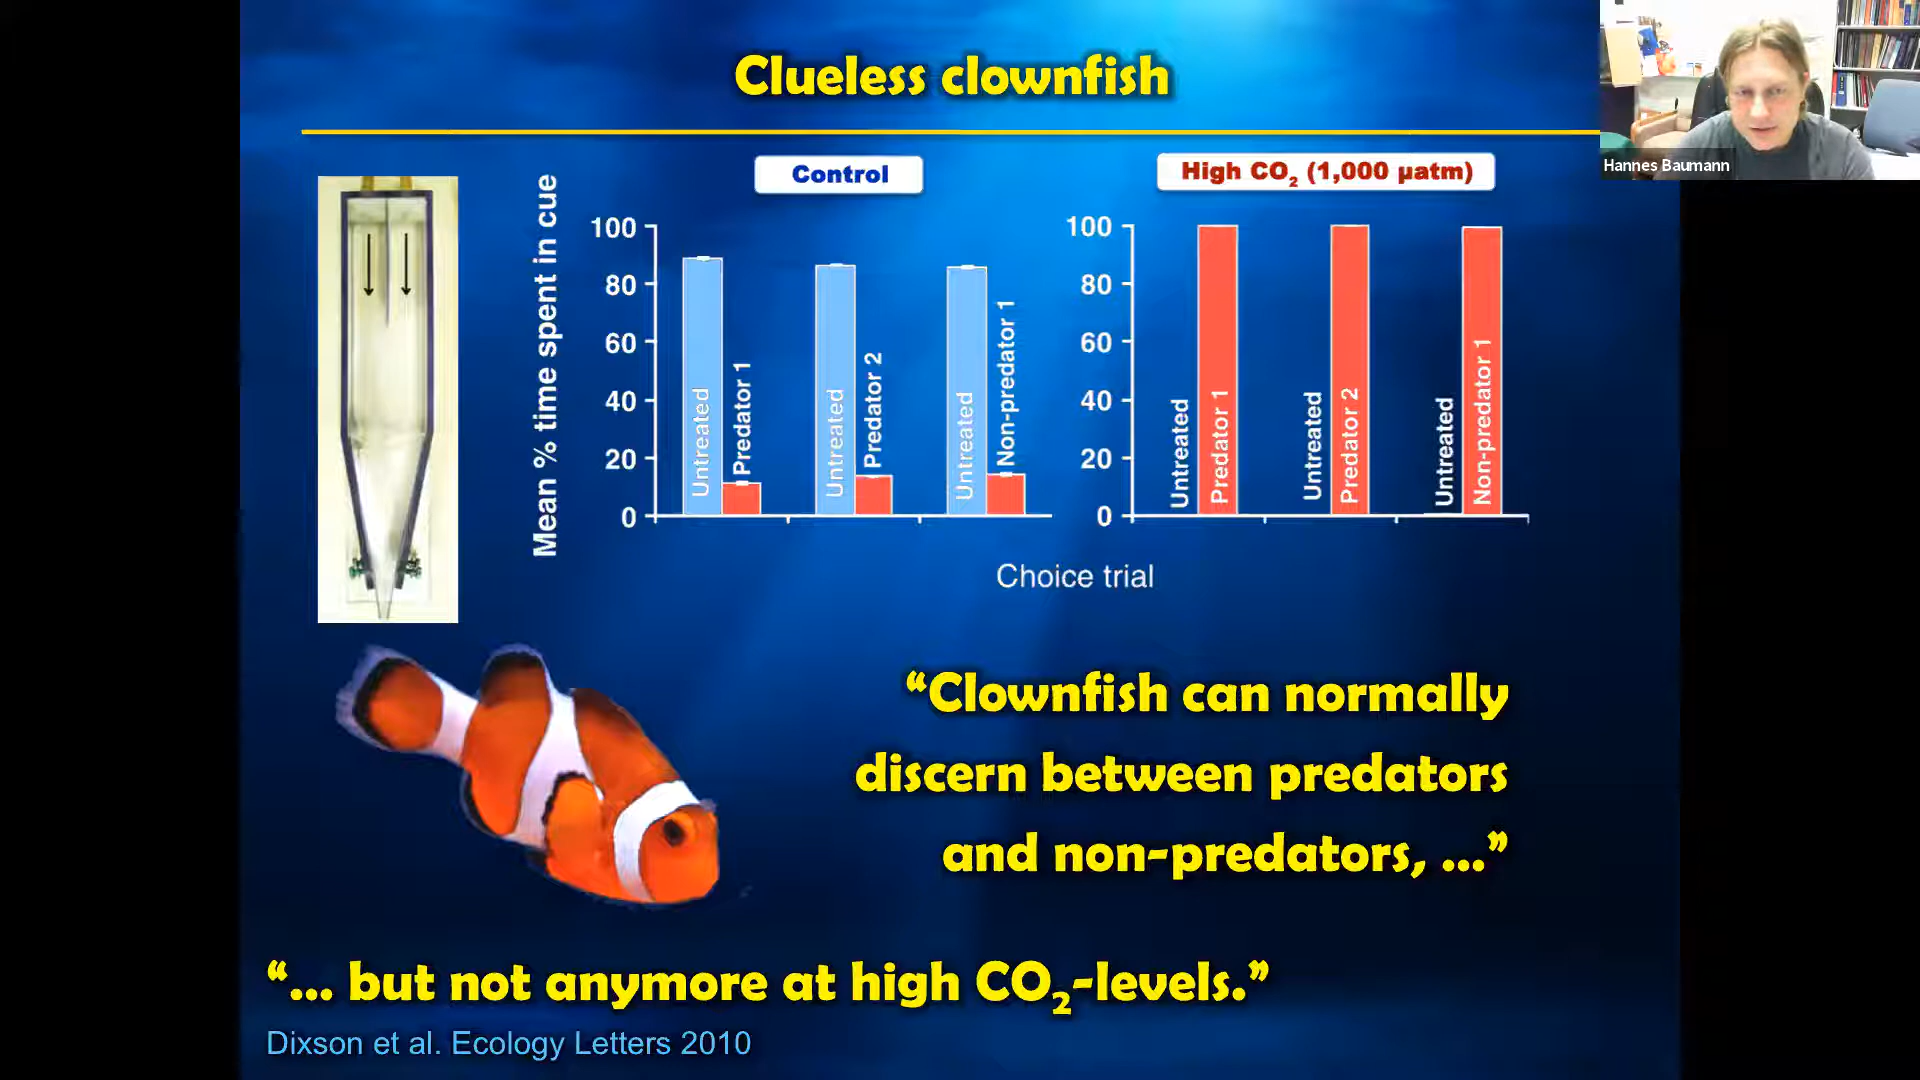 Clueless clownfish
Hannes Baumann
Control
High CO₂ (1,000 µatm)
Mean % time spent in cue
100
80
60
40
20
0
Untreated
Predator 1
Untreated
Predator 2
Untreated
Non-predator 1
100
80
60
40
20
0
Untreated
Predator 1
Untreated
Predator 2
Untreated
Non-predator 1
Choice trial
“Clownfish can normally
discern between predators
and non-predators, ...”
“... but not anymore at high CO₂-levels.”
Dixson et al. Ecology Letters 2010